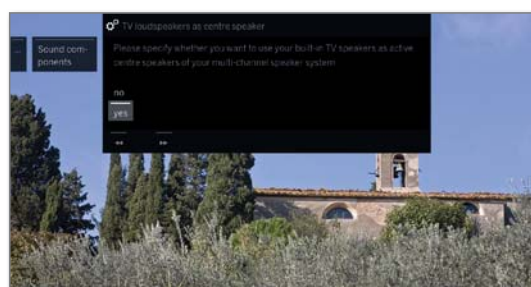 TV loudspeakers as centre speaker
...
Sound com-
ponents
Please specify whether you want to use your built-in TV speakers as active
centre speakers of your multi-channel speaker system
no
yes